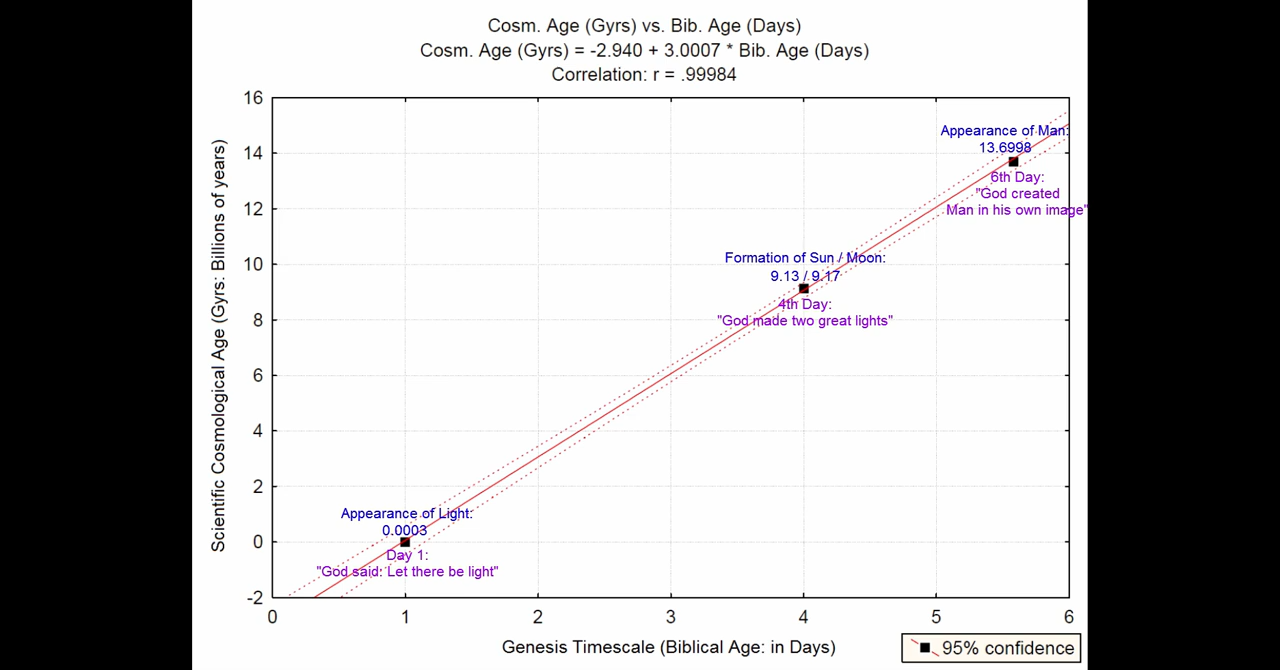 Cosm. Age (Gyrs) vs. Bib. Age (Days)
Cosm. Age (Gyrs) = -2.940 + 3.0007 * Bib. Age (Days)
Correlation: r = .99984
Scientific Cosmological Age (Gyrs: Billions of years)
16
14
12
10
8
6
4
2
0
-2
Appearance of Man:
13.6998
6th Day:
"God created
Man in his own image"
Formation of Sun / Moon:
9.13 / 9.17
4th Day:
"God made two great lights"
Appearance of Light:
0.0003
Day 1:
"God said: Let there be light"
0 1 2 3 4 5 6
Genesis Timescale (Biblical Age: in Days)
95% confidence